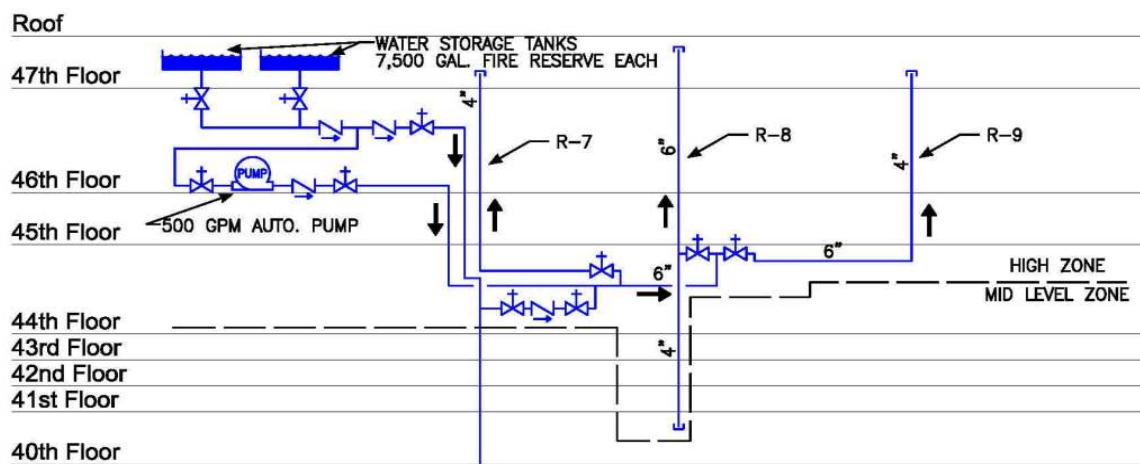 Roof
WATER STORAGE TANKS
7,500 GAL. FIRE RESERVE EACH
47th Floor
4"
R-7
6"
R-8
4"
R-9
PUMP
46th Floor
500 GPM AUTO. PUMP
45th Floor
6"
6"
HIGH ZONE
MID LEVEL ZONE
44th Floor
43rd Floor
4"
42nd Floor
41st Floor
40th Floor